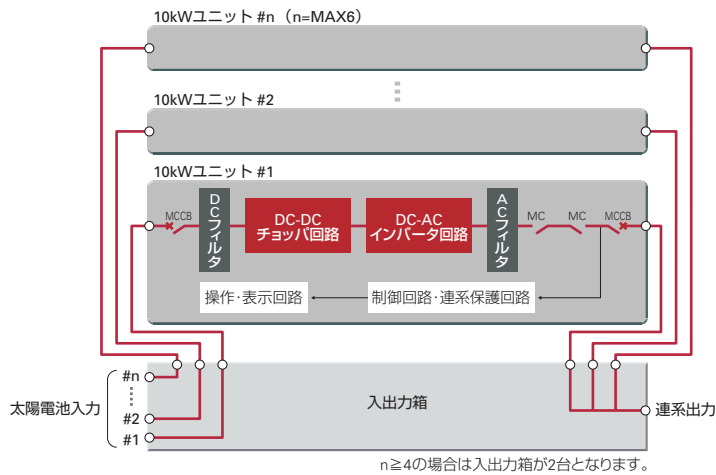 10kWユニット #n （n=MAX6）
10kWユニット #2
10kWユニット #1
MCCB
DCフィルタ
DC-DC
チョッパ回路
DC-AC
インバータ回路
ACフィルタ
MC
MC
MCCB
操作・表示回路
制御回路・連系保護回路
太陽電池入力
#n
#2
#1
入出力箱
連系出力
n≧4の場合は入出力箱が2台となります。